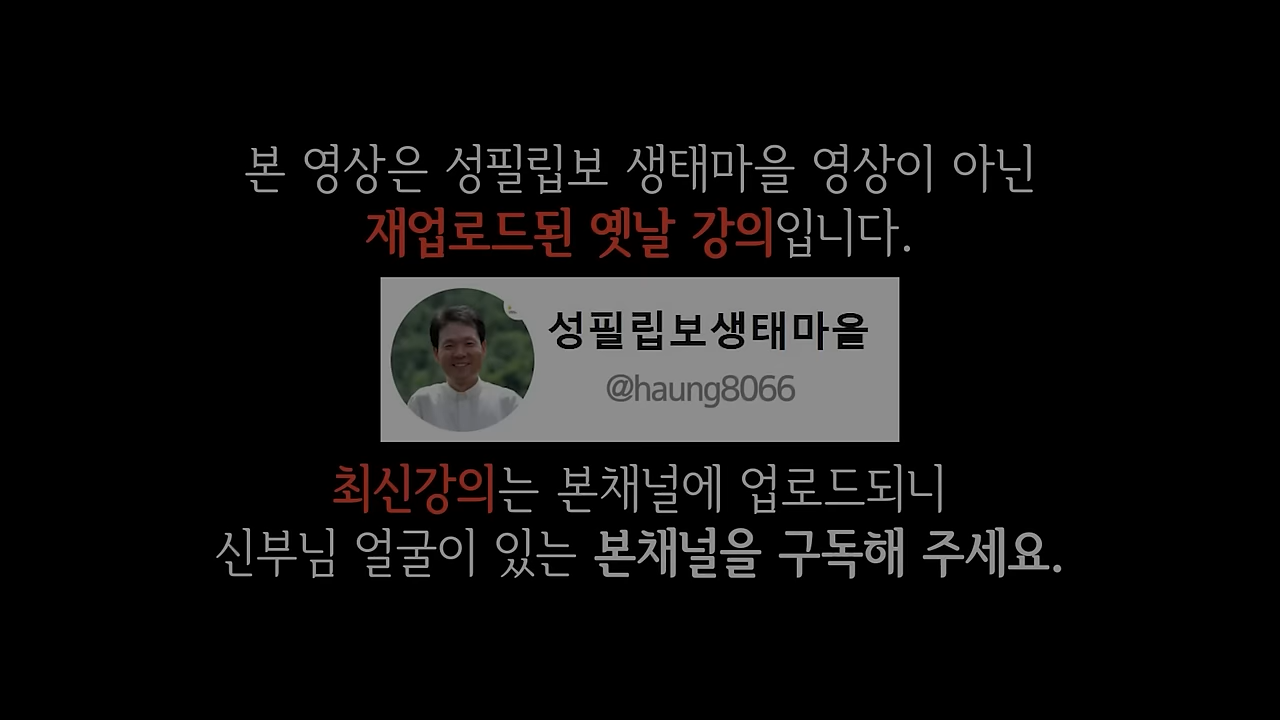 본 영상은 성필립보 생태마을 영상이 아닌
재업로드된 옛날 강의입니다.
성필립보생태마을
@haung8066
최신강의는 본채널에 업로드되니
신부님 얼굴이 있는 본채널을 구독해 주세요.